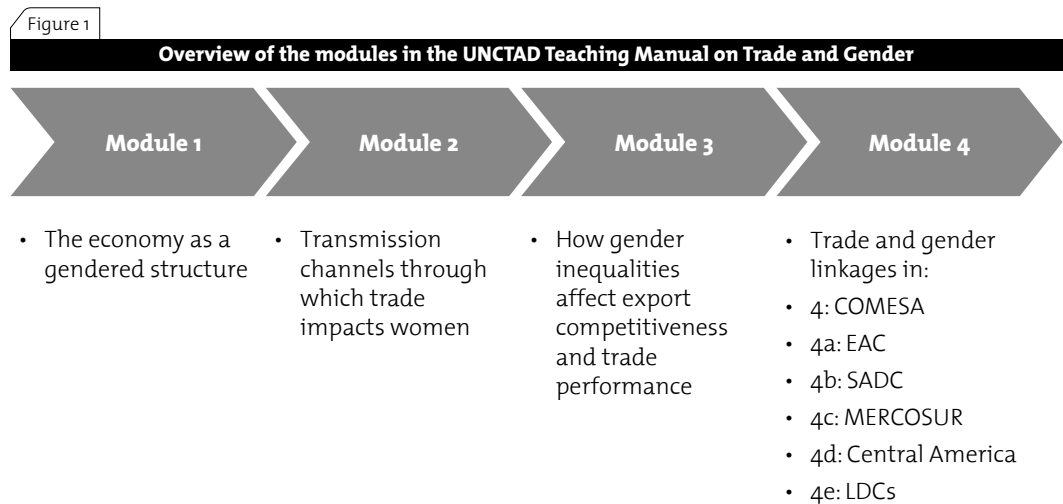 Figure 1
Overview of the modules in the UNCTAD Teaching Manual on Trade and Gender
Module 1
Module 2
Module 3
Module 4
• The economy as a
gendered structure
• Transmission
channels through
which trade
impacts women
• How gender
inequalities
affect export
competitiveness
and trade
performance
• Trade and gender
linkages in:
• 4: COMESA
• 4a: EAC
• 4b: SADC
• 4c: MERCOSUR
• 4d: Central America
• 4e: LDCs